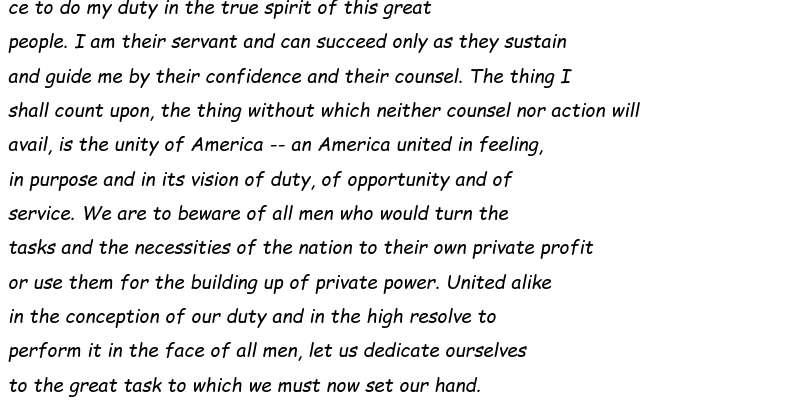 ce to do my duty in the true spirit of this great
people. I am their servant and can succeed only as they sustain
and guide me by their confidence and their counsel. The thing I
shall count upon, the thing without which neither counsel nor action will
avail, is the unity of America -- an America united in feeling,
in purpose and in its vision of duty, of opportunity and of
service. We are to beware of all men who would turn the
tasks and the necessities of the nation to their own private profit
or use them for the building up of private power. United alike
in the conception of our duty and in the high resolve to
perform it in the face of all men, let us dedicate ourselves
to the great task to which we must now set our hand.